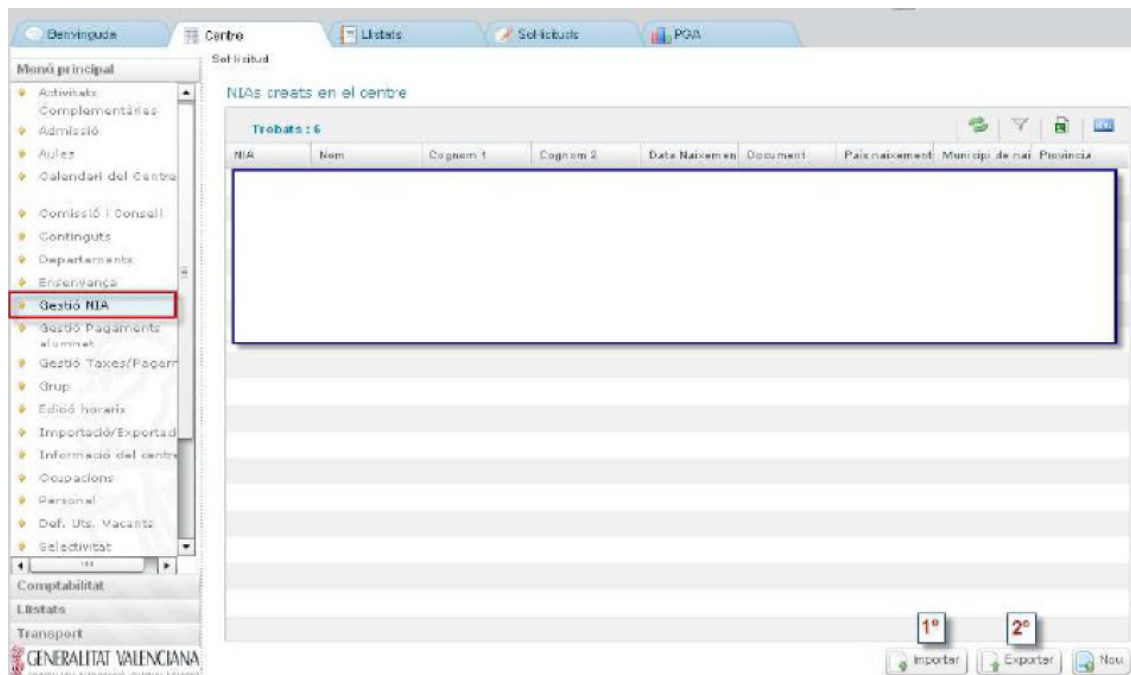 Benvinguda
Centre
Llistats
Sol·licituds
PGA
Menú principal
Sol·licitud
Activitats
Complementàries
Admissió
Aules
Calendari del Centre
Comissió i Consell
Continguts
Departaments
Ensenyança
Gestió NIA
Gestió Pagaments
alumnat
Gestió Taxes/Pagam
Grup
Edició horaris
Importació/Exportaci
Informació del centre
Ocupacions
Personal
Def. Uts. Vacants
Selectivitat
Comptabilitat
Llistats
Transport
GENERALITAT VALENCIANA
NIAs creats en el centre
Trobats : 6
NIA Nom Cognom 1 Cognom 2 Data Naixemen Document País naixement Municipi de nai Província
1º 2º
Importar Exportar Nou